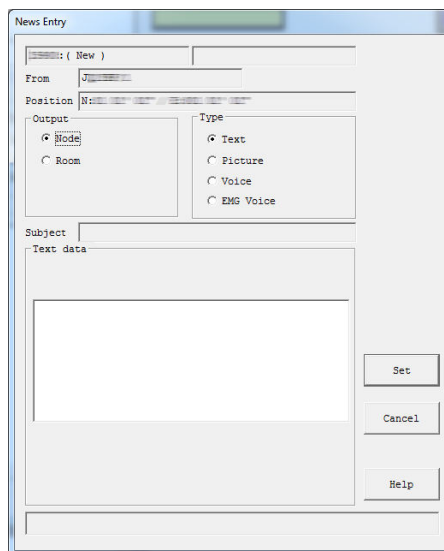 News Entry
:( New )
From J
Position N:
Output
Node
Room
Type
Text
Picture
Voice
EMG Voice
Subject
Text data
Set
Cancel
Help